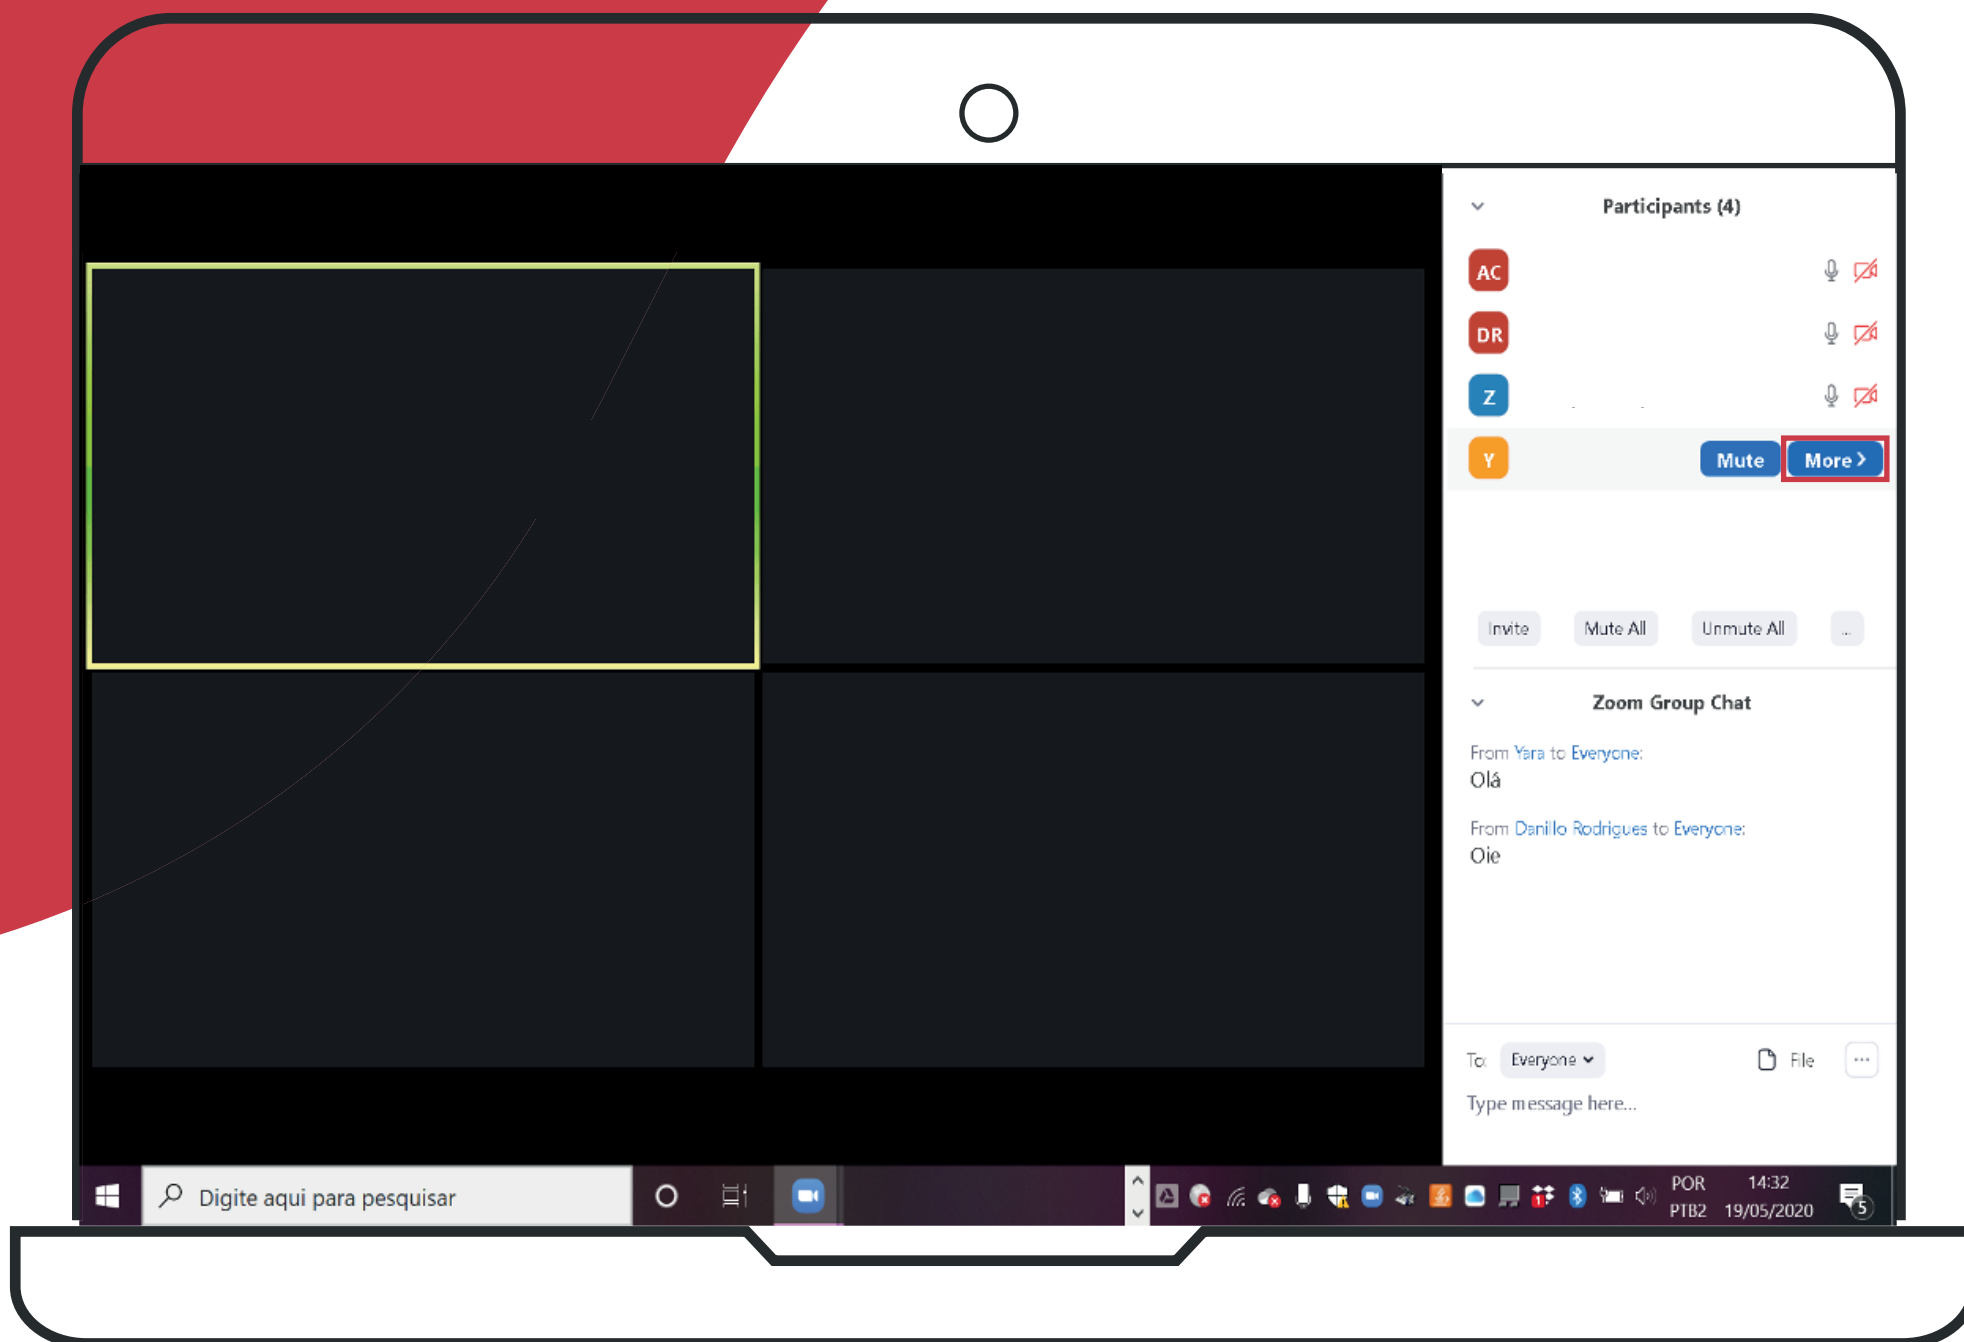 Participants (4)
AC
DR
Z
Y
Mute
More >
Invite
Mute All
Unmute All
...
Zoom Group Chat
From Yara to Everyone:
Olá
From Danillo Rodrigues to Everyone:
Oie
To: Everyone
File
...
Type message here...
Digite aqui para pesquisar
POR
PTB2
14:32
19/05/2020
5